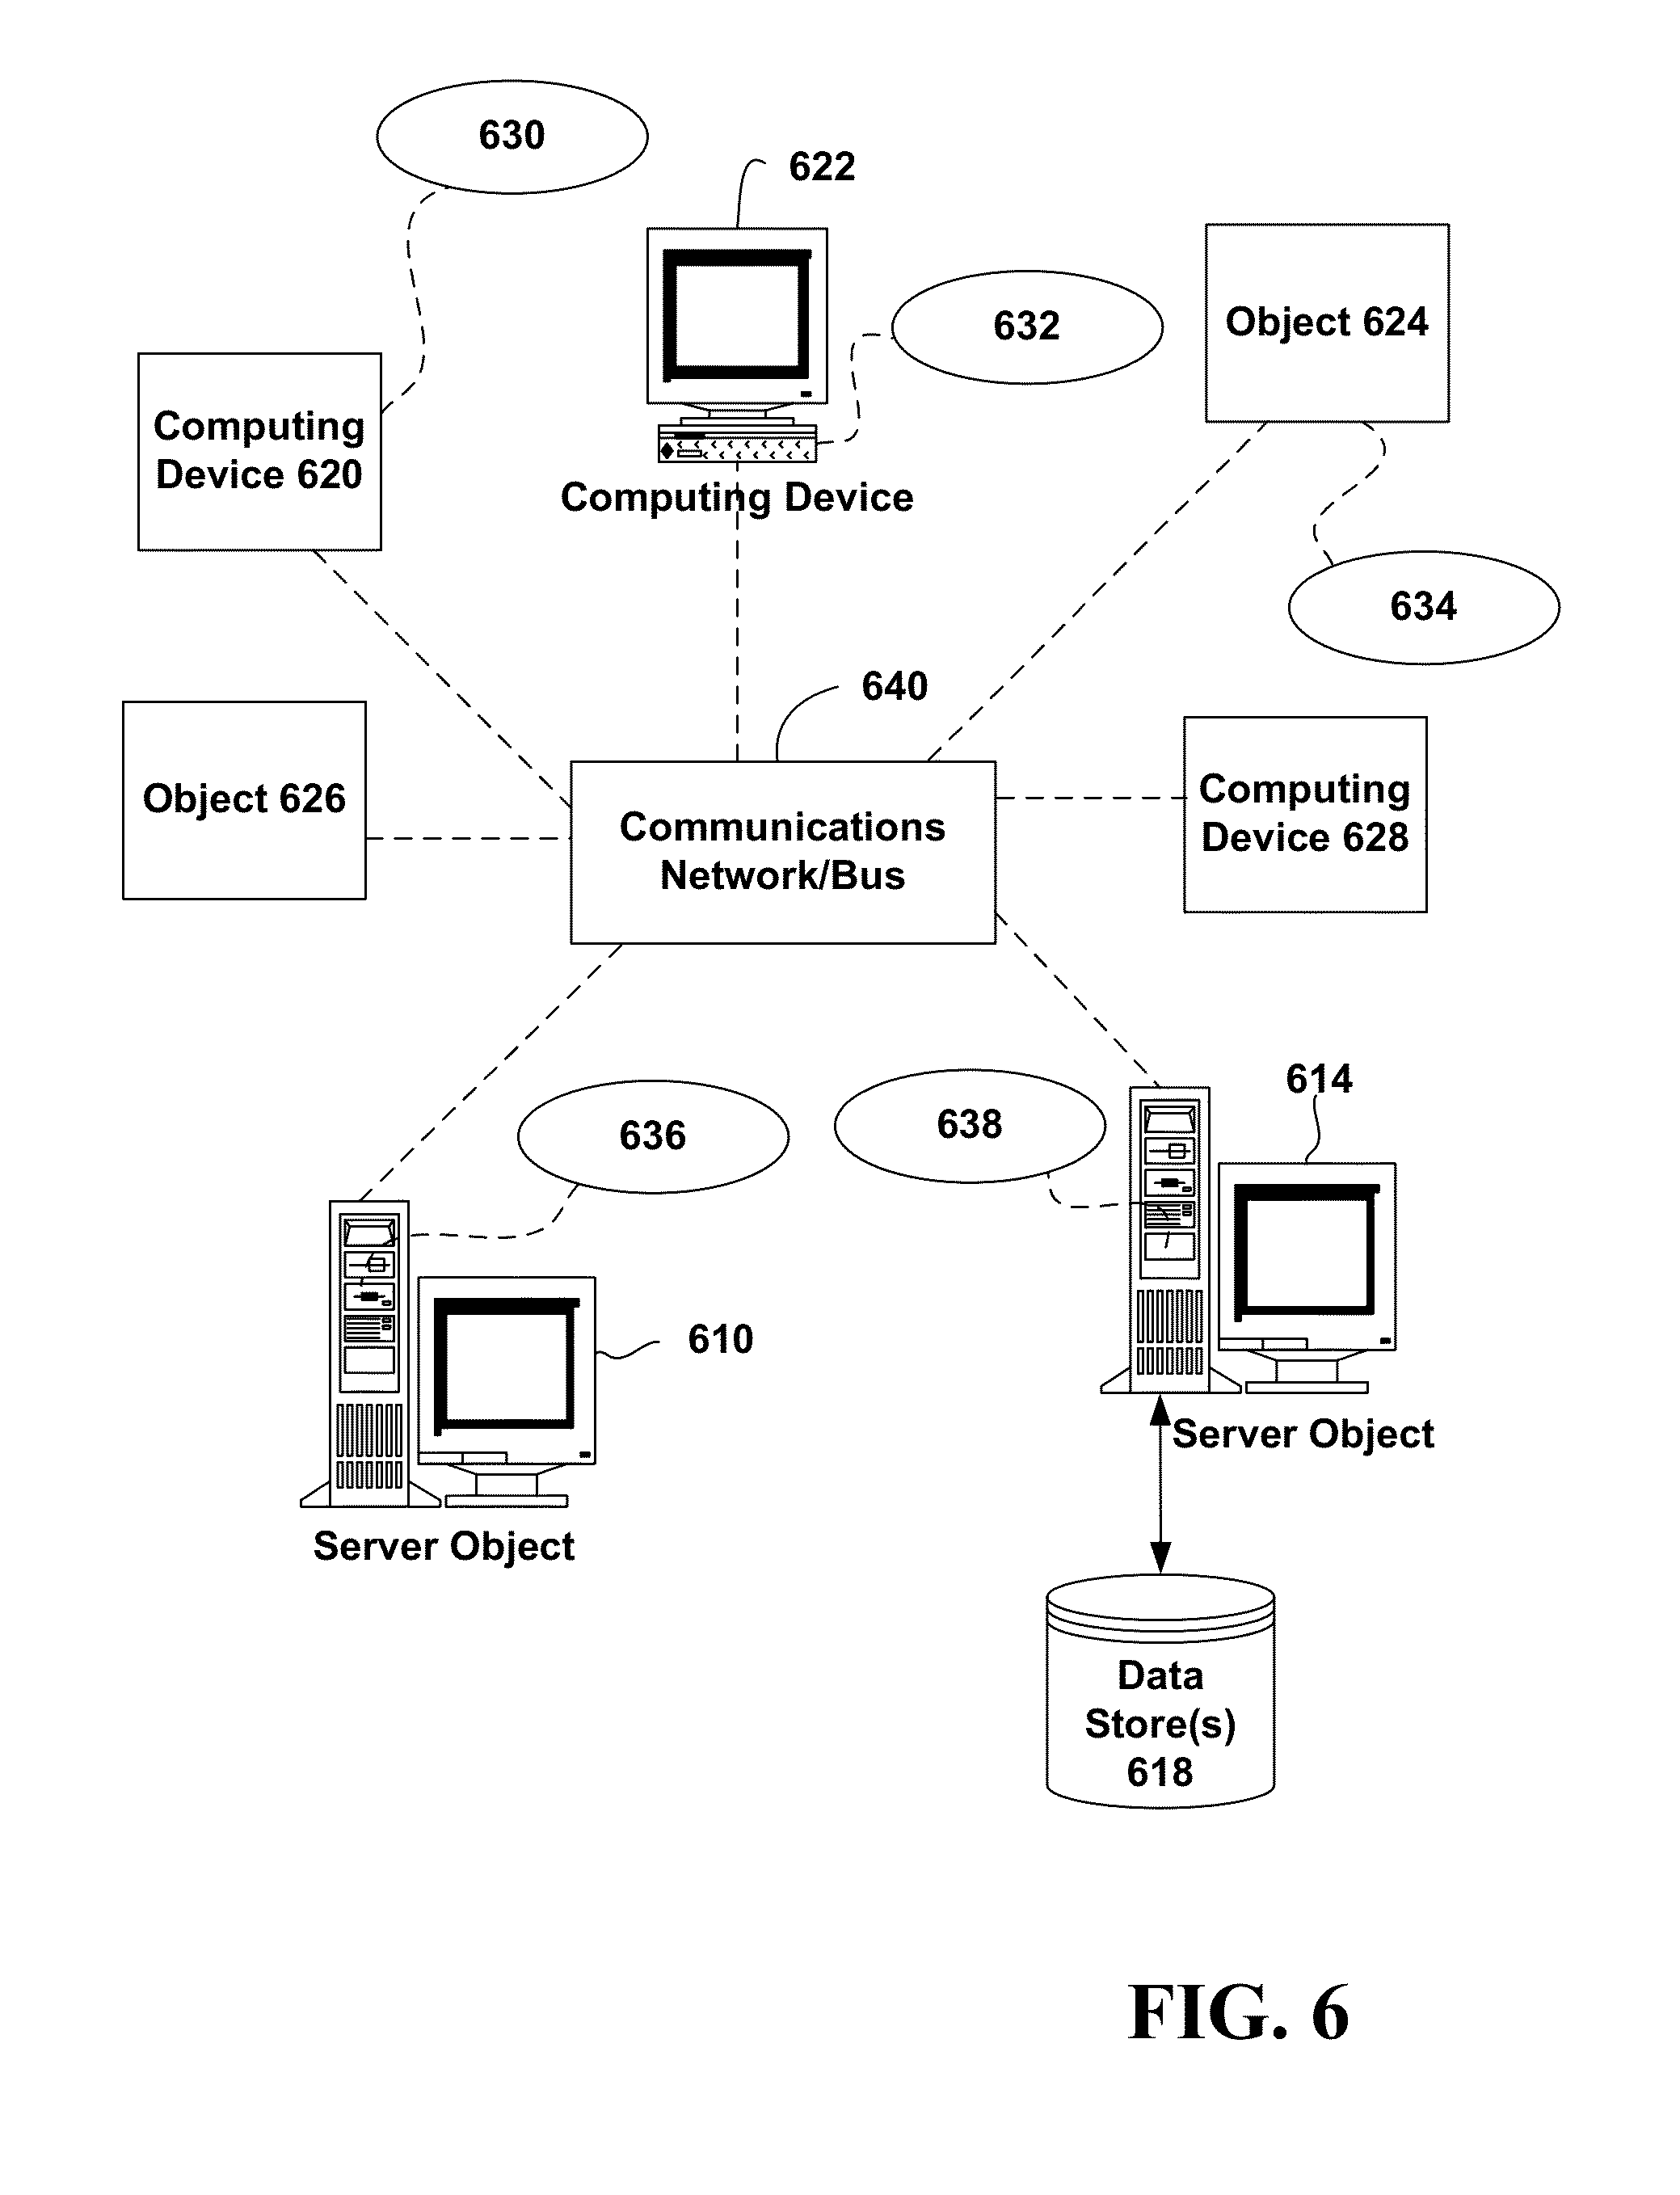 630
622
632
Object 624
Computing
Device 620
Computing Device
634
640
Object 626
Communications
Network/Bus
Computing
Device 628
636
638
614
610
Server Object
Server Object
Data
Store(s)
618
FIG. 6